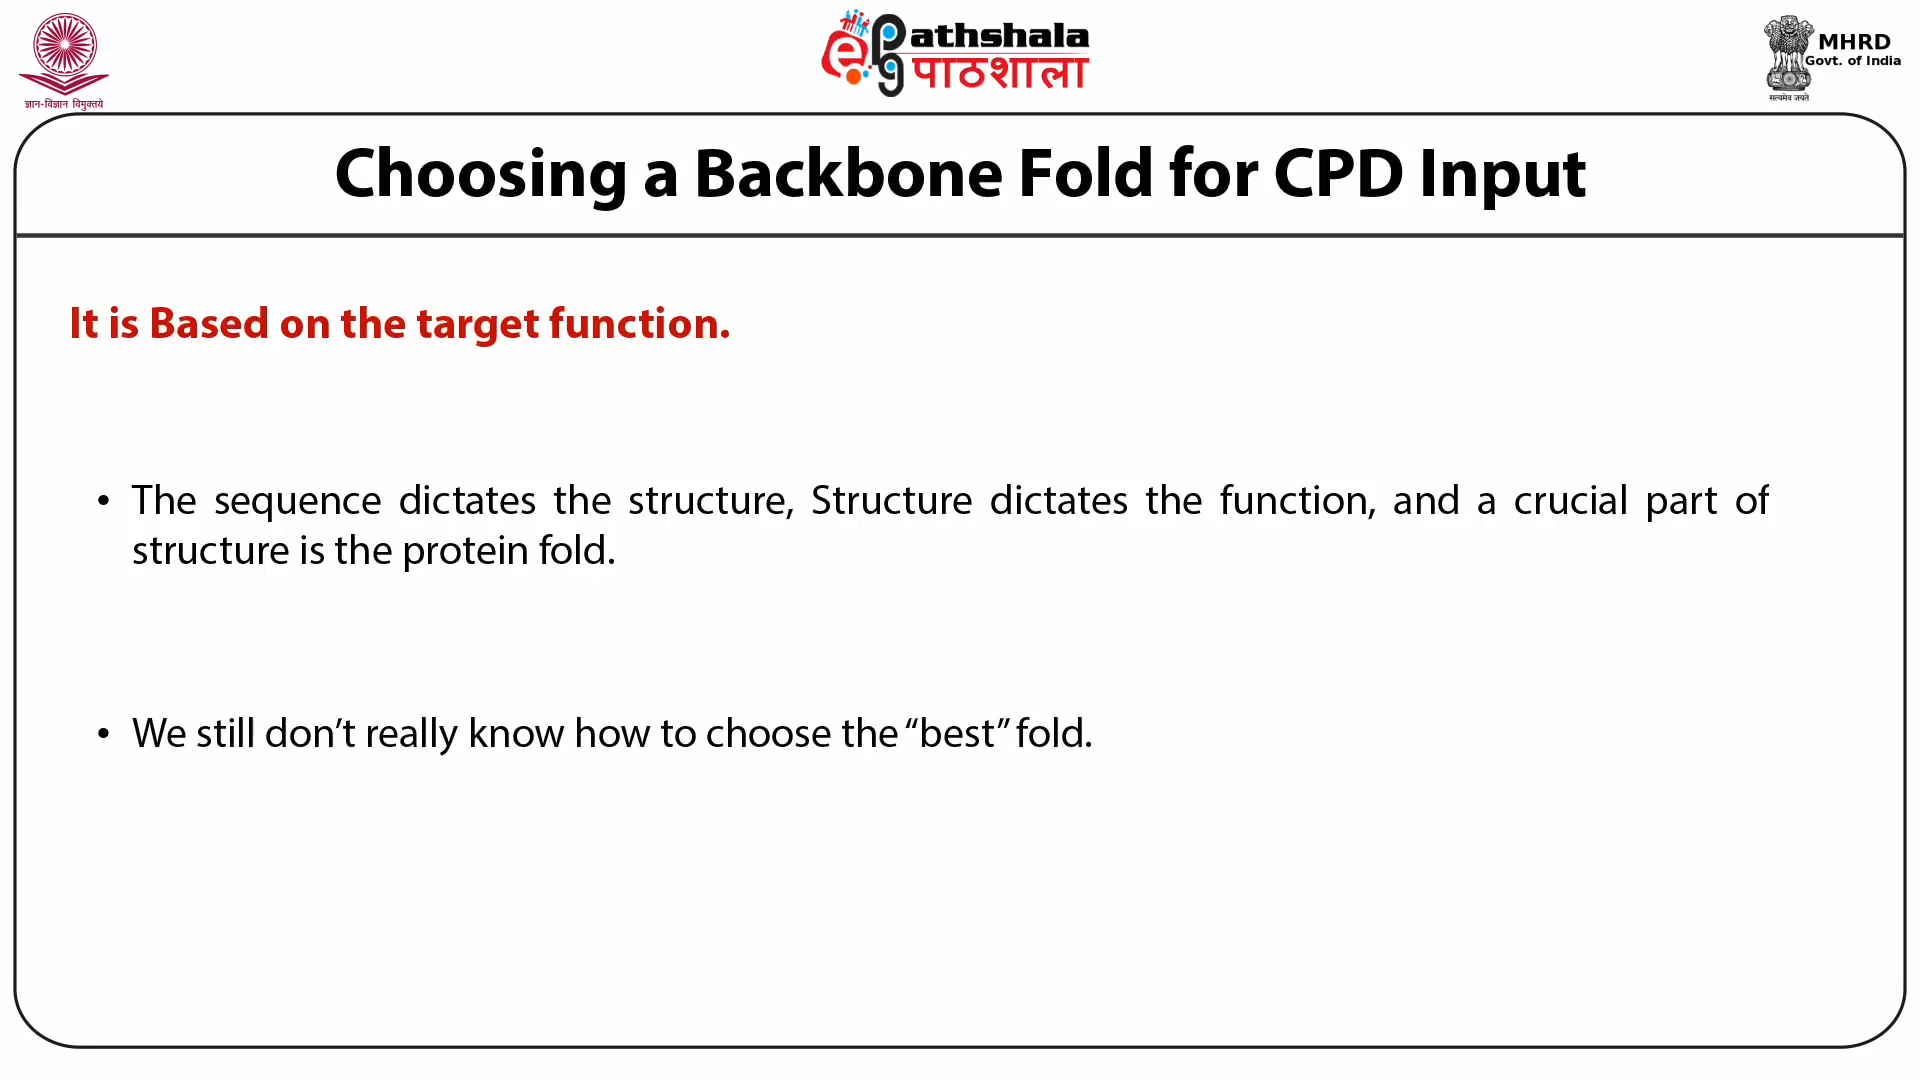 ज्ञान-विज्ञान विमुक्तये
e pg Pathshala
पाठशाला
MHRD
Govt. of India
सत्यमेव जयते
Choosing a Backbone Fold for CPD Input
It is Based on the target function.
• The sequence dictates the structure, Structure dictates the function, and a crucial part of
structure is the protein fold.
• We still don’t really know how to choose the “best” fold.